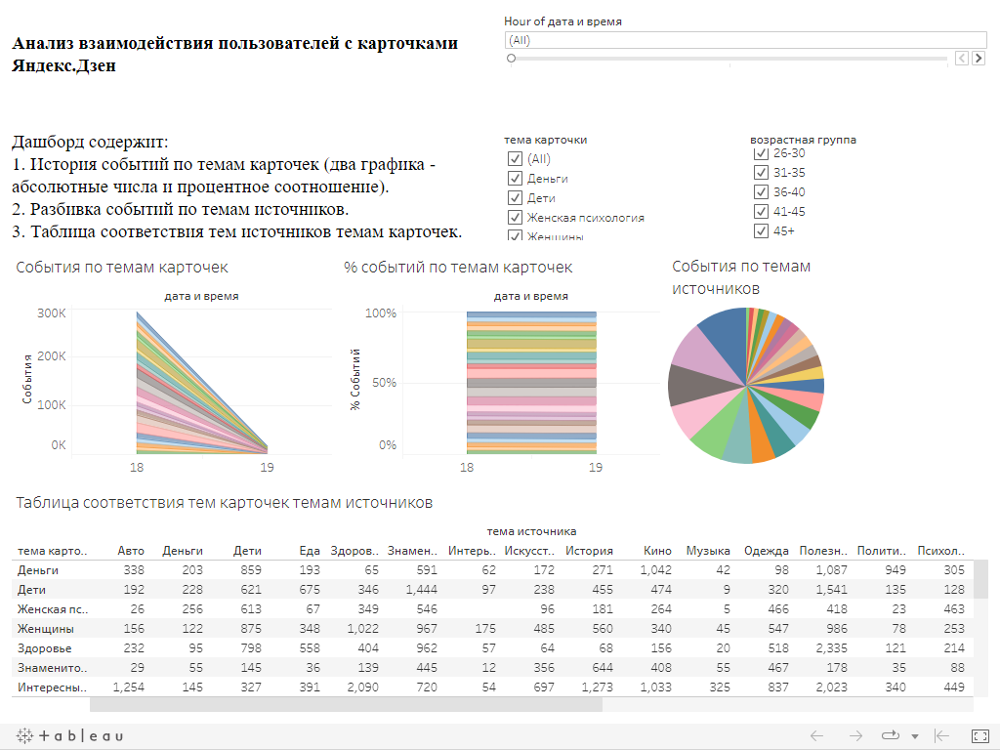 Hour of дата и время
(All)
Анализ взаимодействия пользователей с карточками
Яндекс.Дзен
Дашборд содержит:
1. История событий по темам карточек (два графика -
абсолютные числа и процентное соотношение).
2. Разбивка событий по темам источников.
3. Таблица соответствия тем источников темам карточек.
тема карточки
(All)
Деньги
Дети
Женская психология
Женщины
возрастная группа
26-30
31-35
36-40
41-45
45+
События по темам карточек
дата и время
События
300K
200K
100K
0K
18 19
% событий по темам карточек
дата и время
% Событий
100%
50%
0%
18 19
События по темам
источников
Таблица соответствия тем карточек темам источников
тема источника
тема карто.. Авто Деньги Дети Еда Здоров.. Знамен.. Интерь.. Искусст.. История Кино Музыка Одежда Полезн.. Полити.. Психол..
Деньги 338 203 859 193 65 591 62 172 271 1,042 42 98 1,087 949 305
Дети 192 228 621 675 346 1,444 97 238 455 474 9 320 1,541 135 128
Женская пс.. 26 256 613 67 349 546 96 181 264 5 466 418 23 463
Женщины 156 122 875 348 1,022 967 175 485 560 340 45 547 986 78 253
Здоровье 232 95 798 558 404 962 57 64 68 156 20 518 2,335 121 214
Знаменито.. 29 55 145 36 139 445 12 356 644 408 55 467 178 35 88
Интересны.. 1,254 145 327 391 2,090 720 54 697 1,273 1,033 325 837 2,023 340 449
+ a b l e a u